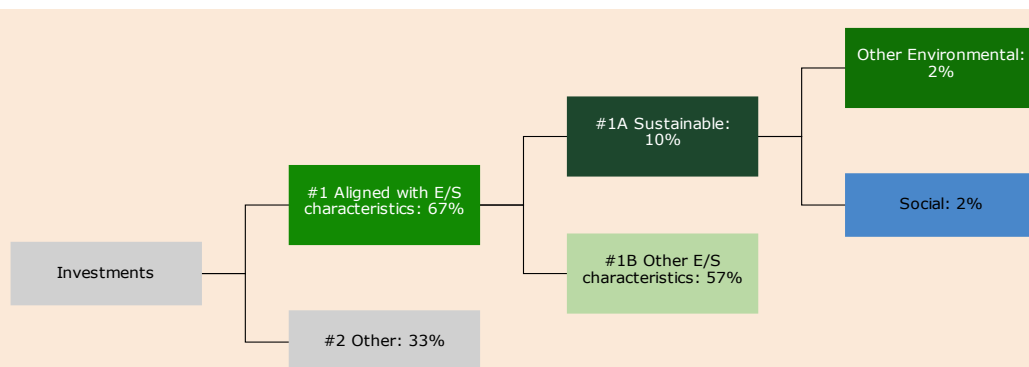 Other Environmental:
2%
#1A Sustainable:
10%
#1 Aligned with E/S
characteristics: 67%
Social: 2%
Investments
#1B Other E/S
characteristics: 57%
#2 Other: 33%